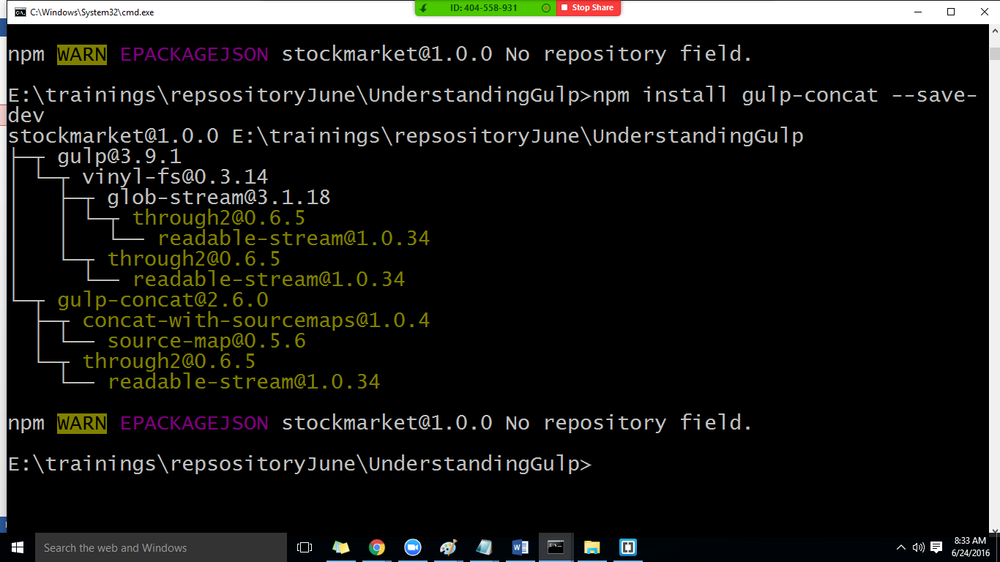 C:\Windows\System32\cmd.exe
ID: 404-558-931
Stop Share
npm WARN EPACKAGEJSON stockmarket@1.0.0 No repository field.
E:\trainings\repsositoryJune\UnderstandingGulp>npm install gulp-concat --save-
dev
stockmarket@1.0.0 E:\trainings\repsositoryJune\UnderstandingGulp
├─┬ gulp@3.9.1
│ └─┬ vinyl-fs@0.3.14
│   ├─┬ glob-stream@3.1.18
│   │ └─┬ through2@0.6.5
│   │   └── readable-stream@1.0.34
│   └─┬ through2@0.6.5
│     └── readable-stream@1.0.34
└─┬ gulp-concat@2.6.0
  ├─┬ concat-with-sourcemaps@1.0.4
  │ └── source-map@0.5.6
  └─┬ through2@0.6.5
    └── readable-stream@1.0.34
npm WARN EPACKAGEJSON stockmarket@1.0.0 No repository field.
E:\trainings\repsositoryJune\UnderstandingGulp>
Search the web and Windows
8:33 AM
6/24/2016